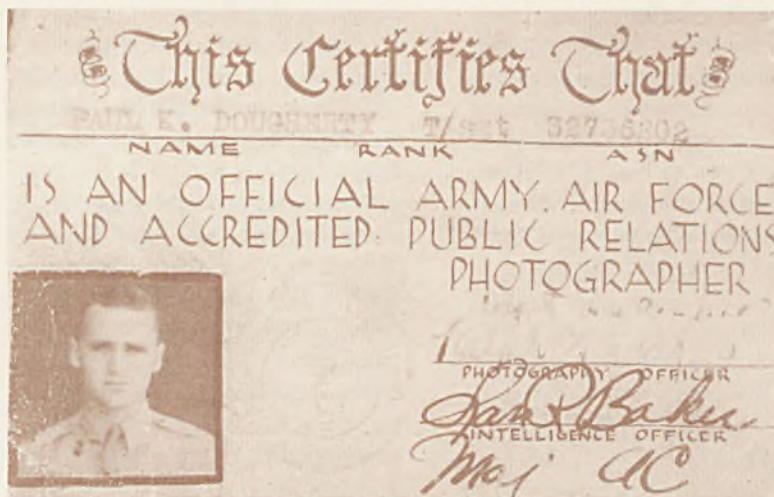 This Certifies That
PAUL K. DOUGHERTY T/sgt 32736202
NAME RANK ASN
IS AN OFFICIAL ARMY. AIR FORCE
AND ACCREDITED PUBLIC RELATIONS
PHOTOGRAPHER
PHOTOGRAPHY OFFICER
Sam R Baker
INTELLIGENCE OFFICER
Maj AC